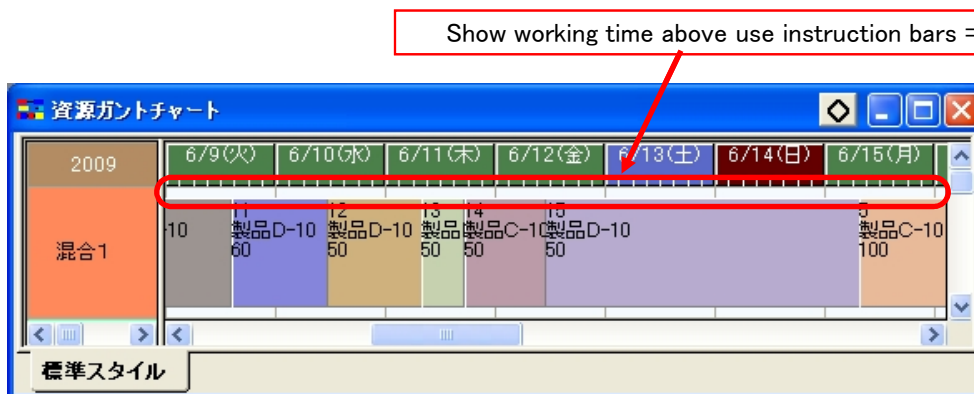 Show working time above use instruction bars =
資源ガントチャート
2009 6/9(火) 6/10(水) 6/11(木) 6/12(金) 6/13(土) 6/14(日) 6/15(月)
11 12 13 14 15 5
混合1 -10 製品D-10 製品D-10 製品 製品C-10 製品D-10 製品C-10
60 50 50 50 50 100
標準スタイル